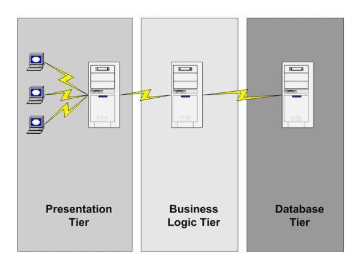 Presentation
Tier
Business
Logic Tier
Database
Tier